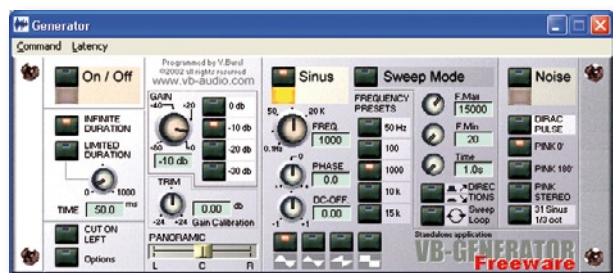 Generator
Command Latency
On / Off
INFINITE
DURATION
LIMITED
DURATION
0 1000
TIME 50.0 ms
CUT ON
LEFT
Options
Programmed by V.Burel
©2002 all rights reserved
www.vb-audio.com
GAIN
-40 -20
-60 0
-10 db
0 db
-10 db
-20 db
-30 db
TRIM
-24 +24
0.00 db
Gain Calibration
PANORAMIC
L C R
Sinus
50 20 K
0.1Hz
FREQ.
1000
PHASE
0.0
DC-OFF.
0.00
-1 +1
FREQUENCY
PRESETS
50 Hz
100
1000
10 k
15 k
Sweep Mode
F.Max
15000
F.Min
20
Time
1.0s
DIREC
TIONS
Sweep
Loop
Noise
DIRAC
PULSE
PINK 0'
PINK 180'
PINK
STEREO
31 Sinus
1/3 oct
Standalone application
VB-GENERATOR
Freeware